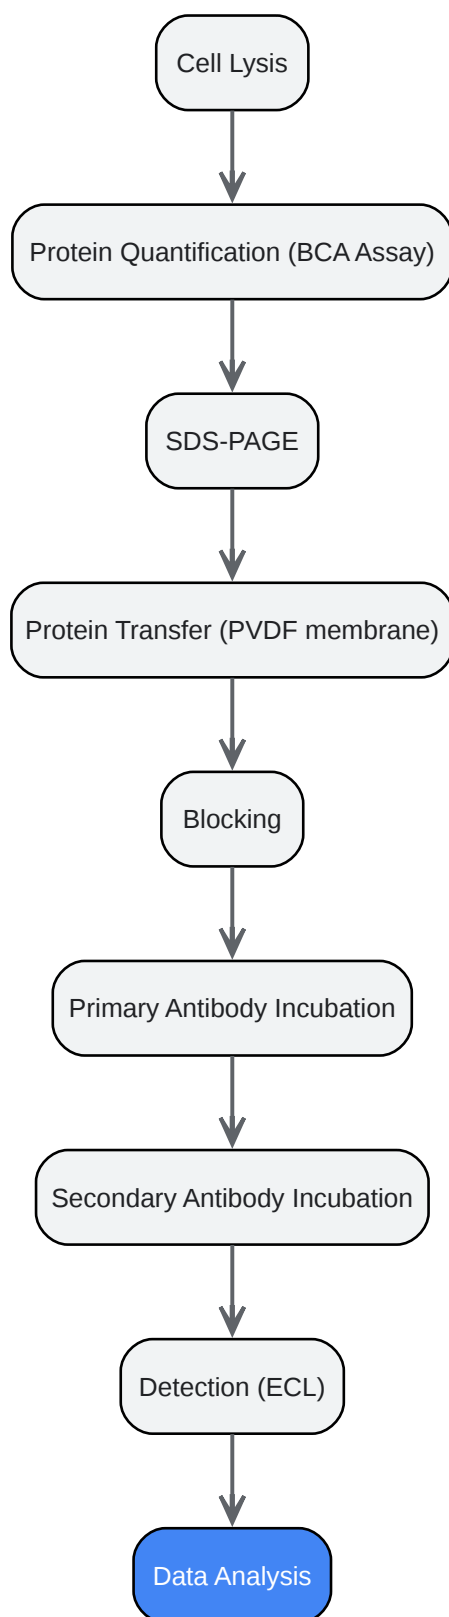 Cell Lysis
Protein Quantification (BCA Assay)
SDS-PAGE
Protein Transfer (PVDF membrane)
Blocking
Primary Antibody Incubation
Secondary Antibody Incubation
Detection (ECL)
Data Analysis